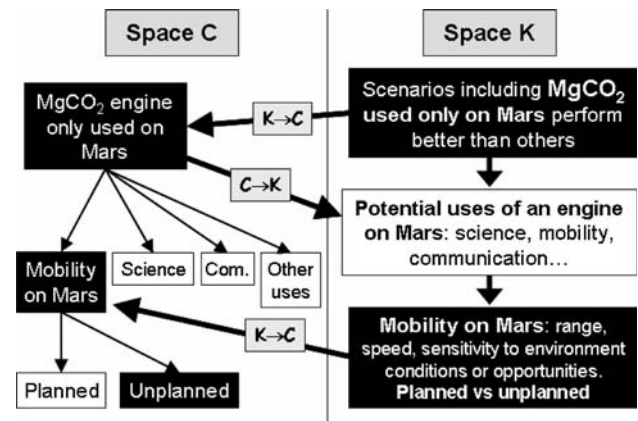 Space C
MgCO₂ engine
only used on
Mars
K→C
C→K
Mobility
on Mars
Science
Com.
Other
uses
K→C
Planned
Unplanned
Space K
Scenarios including MgCO₂
used only on Mars perform
better than others
Potential uses of an engine
on Mars: science, mobility,
communication…
Mobility on Mars: range,
speed, sensitivity to environment
conditions or opportunities.
Planned vs unplanned